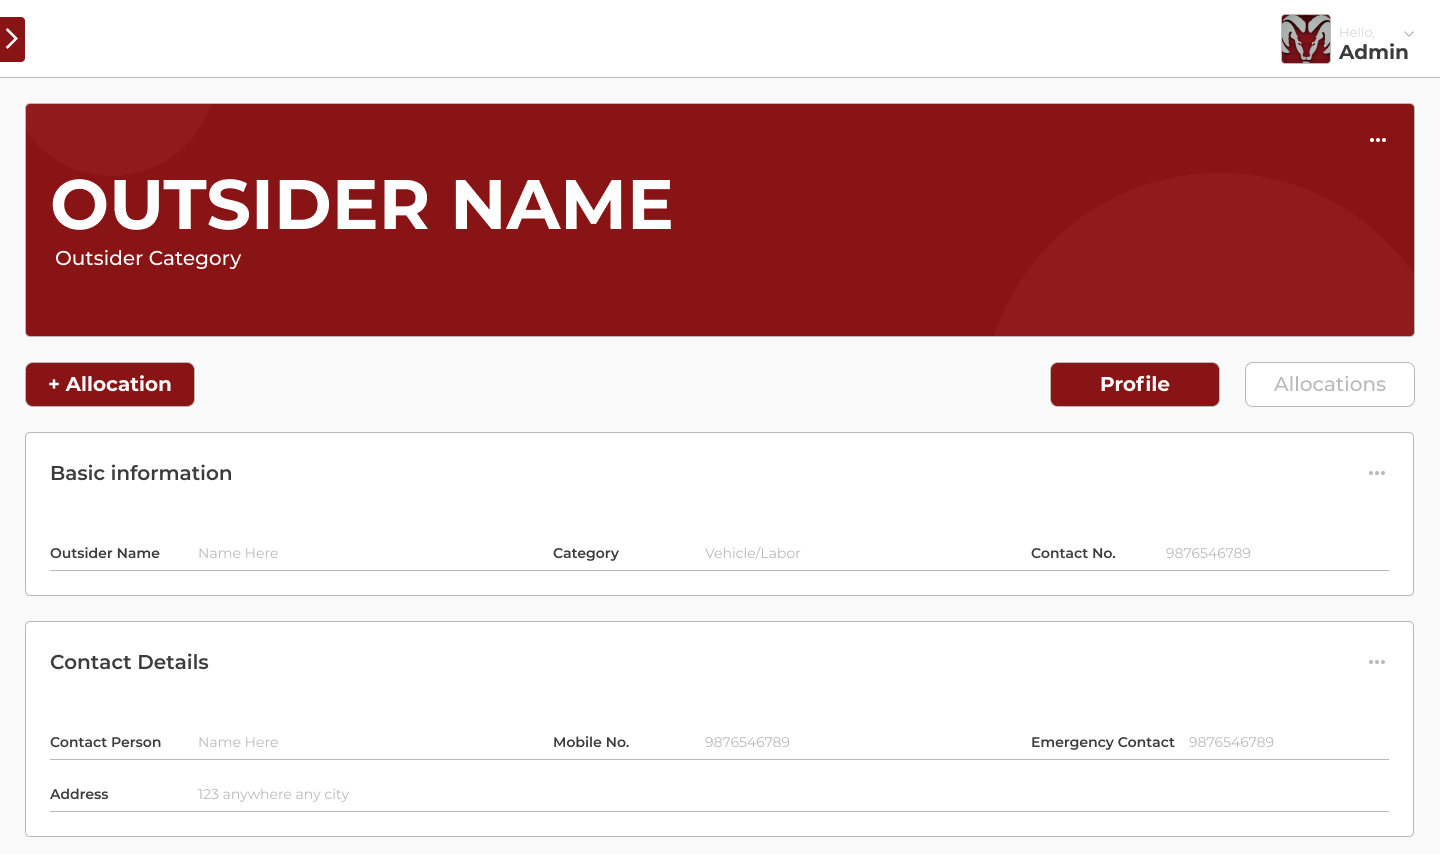 Hello,
Admin
OUTSIDER NAME
Outsider Category
+ Allocation
Profile
Allocations
Basic information
Outsider Name Name Here Category Vehicle/Labor Contact No. 9876546789
Contact Details
Contact Person Name Here Mobile No. 9876546789 Emergency Contact 9876546789
Address 123 anywhere any city